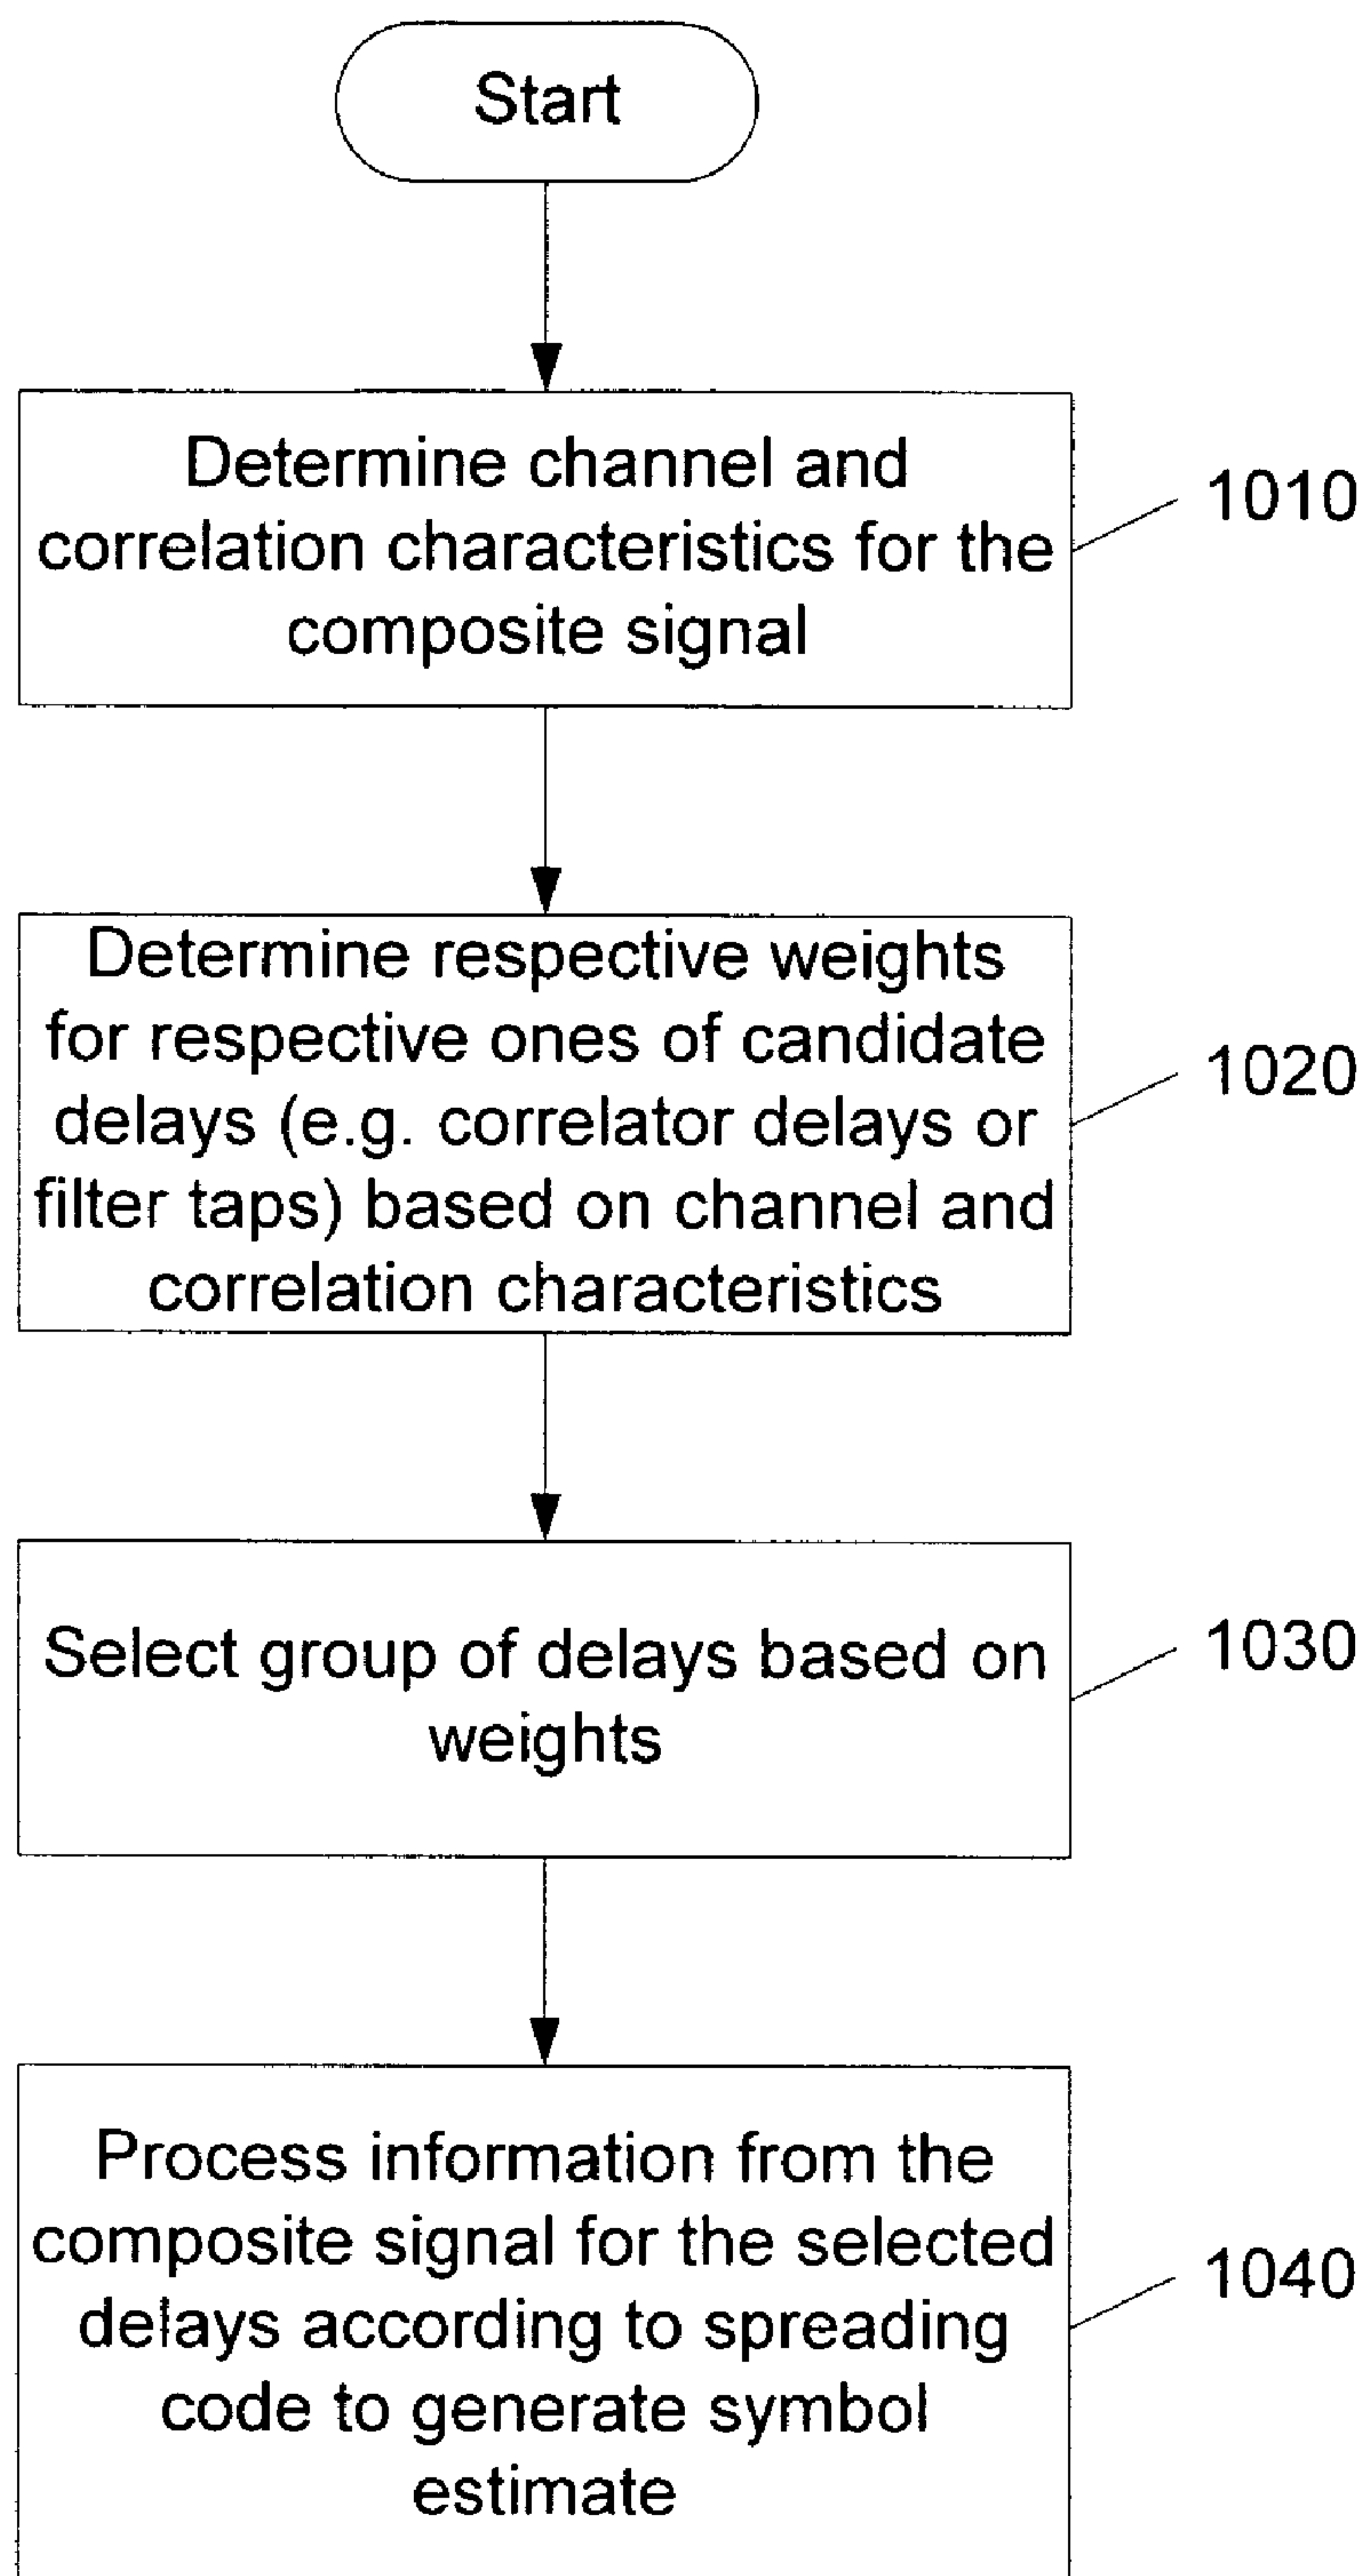 Start
Determine channel and
correlation characteristics for the
composite signal
1010
Determine respective weights
for respective ones of candidate
delays (e.g. correlator delays or
filter taps) based on channel and
correlation characteristics
1020
Select group of delays based on
weights
1030
Process information from the
composite signal for the selected
delays according to spreading
code to generate symbol
estimate
1040